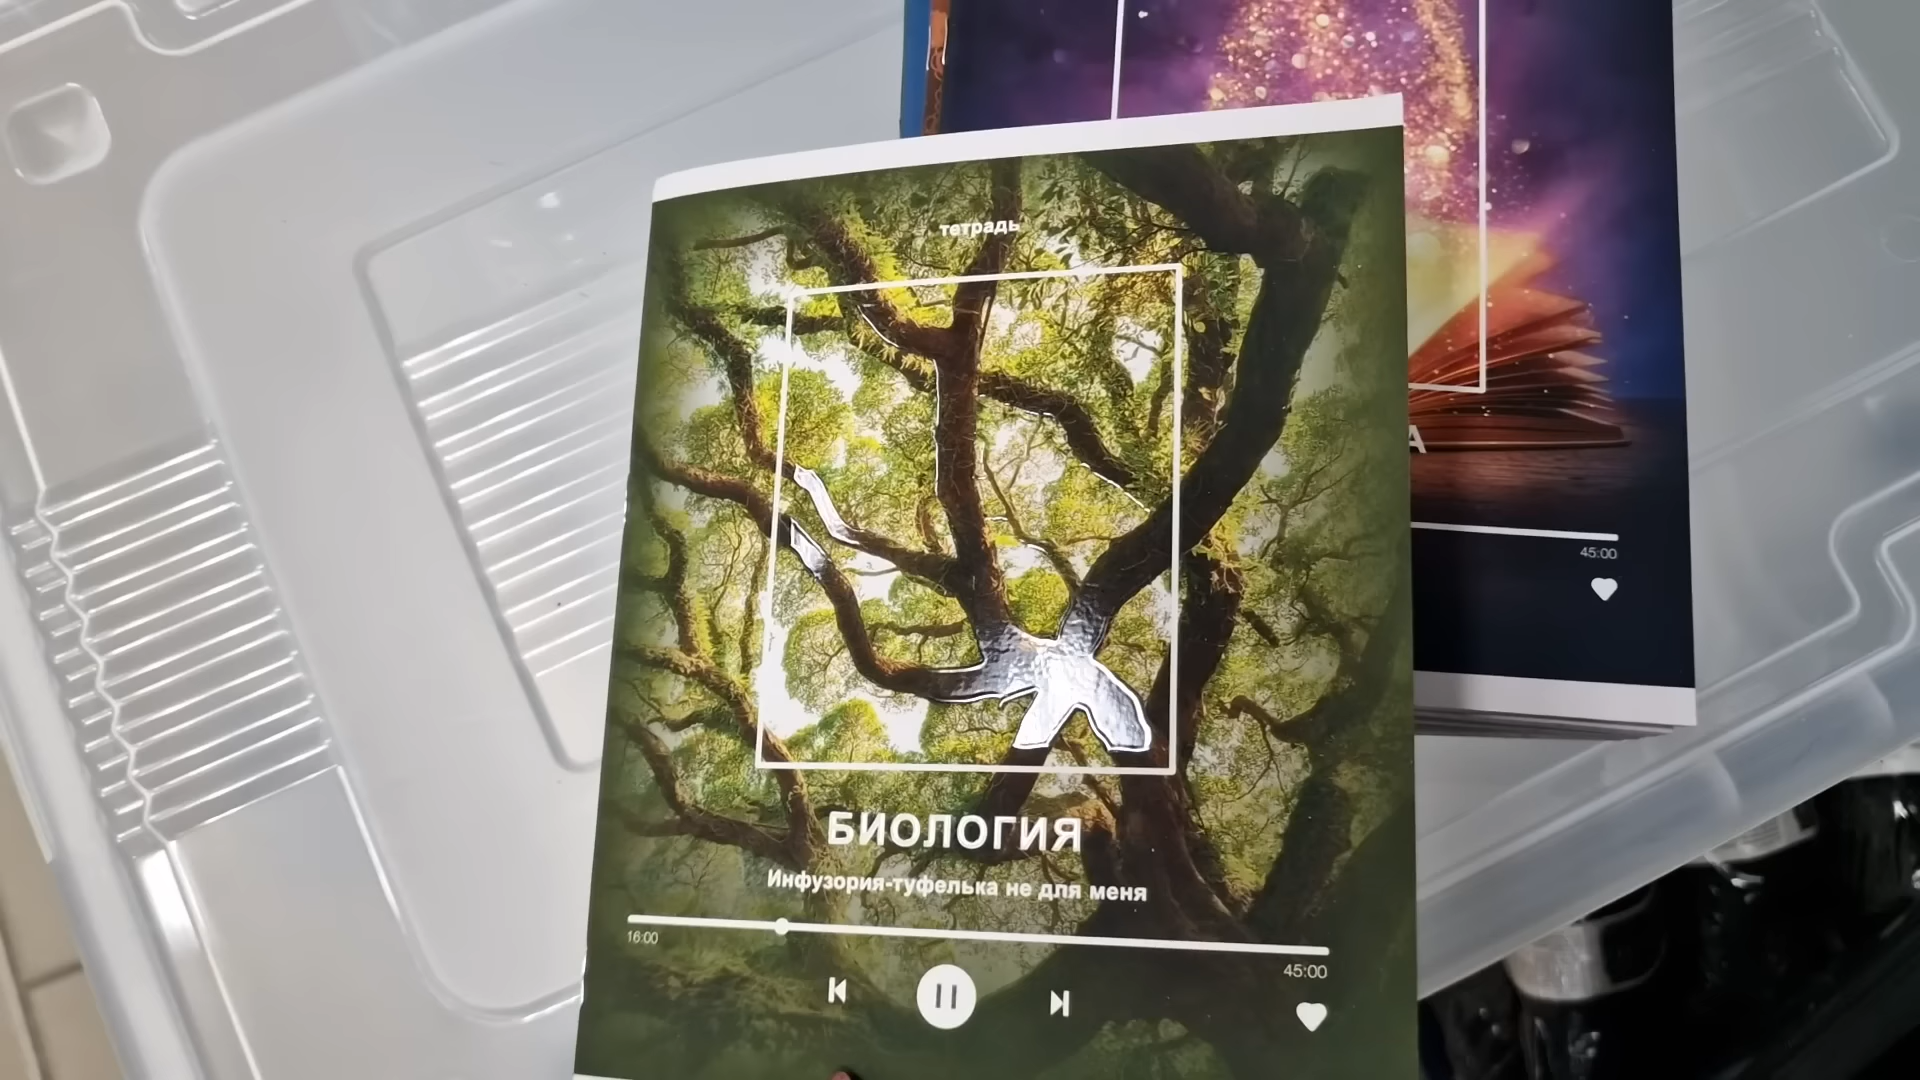 тетрадь
БИОЛОГИЯ
Инфузория-туфелька не для меня
16:00
45:00
А
45:00